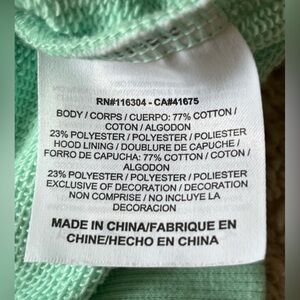 RN#116304 - CA#41675
BODY / CORPS / CUERPO: 77% COTTON /
COTON / ALGODON
23% POLYESTER / POLYESTER / POLIESTER
HOOD LINING / DOUBLURE DE CAPUCHE /
FORRO DE CAPUCHA: 77% COTTON / COTON /
ALGODON
23% POLYESTER / POLYESTER / POLIESTER
EXCLUSIVE OF DECORATION / DECORATION
NON COMPRISE / NO INCLUYE LA
DECORACION
MADE IN CHINA/FABRIQUE EN
CHINE/HECHO EN CHINA